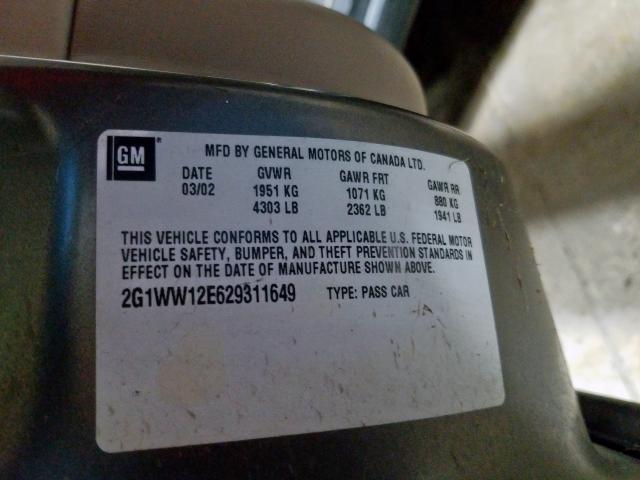 GM
MFD BY GENERAL MOTORS OF CANADA LTD.
DATE GVWR GAWR FRT GAWR RR
03/02 1951 KG 1071 KG 880 KG
4303 LB 2362 LB 1941 LB
THIS VEHICLE CONFORMS TO ALL APPLICABLE U.S. FEDERAL MOTOR
VEHICLE SAFETY, BUMPER, AND THEFT PREVENTION STANDARDS IN
EFFECT ON THE DATE OF MANUFACTURE SHOWN ABOVE.
2G1WW12E629311649 TYPE: PASS CAR